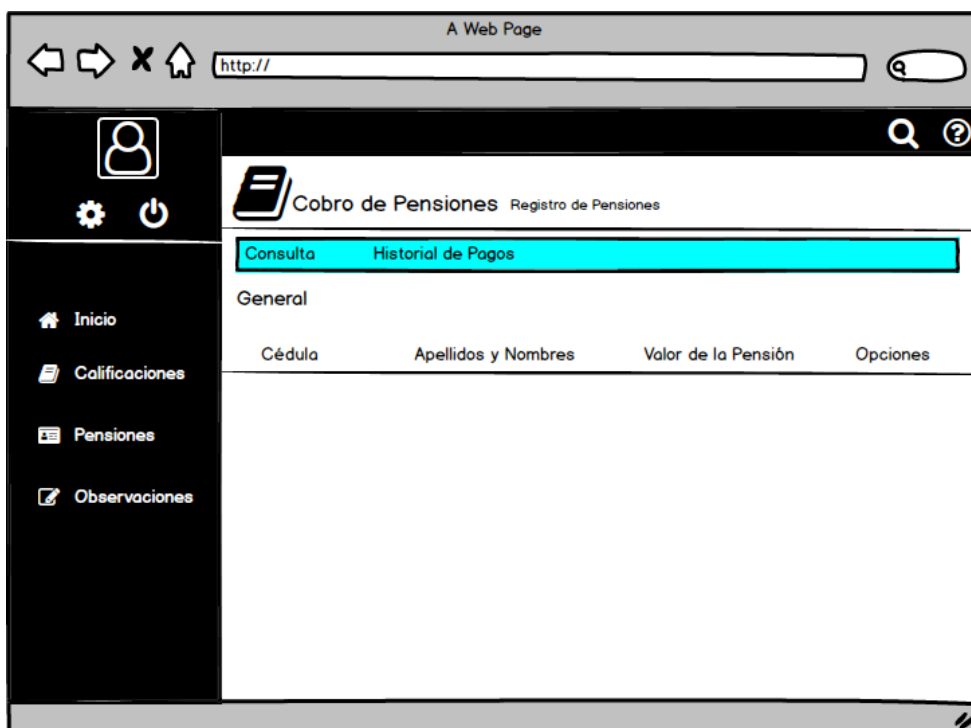 A Web Page
http://
Cobro de Pensiones Registro de Pensiones
Consulta Historial de Pagos
General
Cédula Apellidos y Nombres Valor de la Pensión Opciones
Inicio
Calificaciones
Pensiones
Observaciones